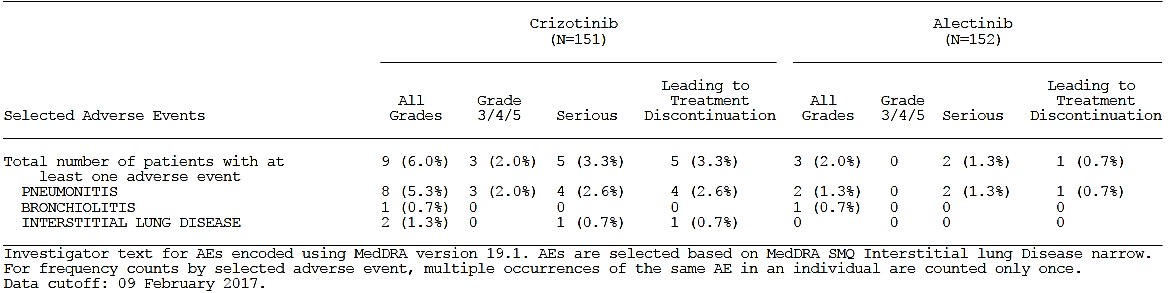 Crizotinib Alectinib
(N=151) (N=152)
Leading to Leading to
All Grade Treatment All Grade Treatment
Selected Adverse Events Grades 3/4/5 Serious Discontinuation Grades 3/4/5 Serious Discontinuation
Total number of patients with at 9 (6.0%) 3 (2.0%) 5 (3.3%) 5 (3.3%) 3 (2.0%) 0 2 (1.3%) 1 (0.7%)
least one adverse event
PNEUMONITIS 8 (5.3%) 3 (2.0%) 4 (2.6%) 4 (2.6%) 2 (1.3%) 0 2 (1.3%) 1 (0.7%)
BRONCHIOLITIS 1 (0.7%) 0 0 0 1 (0.7%) 0 0 0
INTERSTITIAL LUNG DISEASE 2 (1.3%) 0 1 (0.7%) 1 (0.7%) 0 0 0 0
Investigator text for AEs encoded using MedDRA version 19.1. AEs are selected based on MedDRA SMQ Interstitial lung Disease narrow.
For frequency counts by selected adverse event, multiple occurrences of the same AE in an individual are counted only once.
Data cutoff: 09 February 2017.